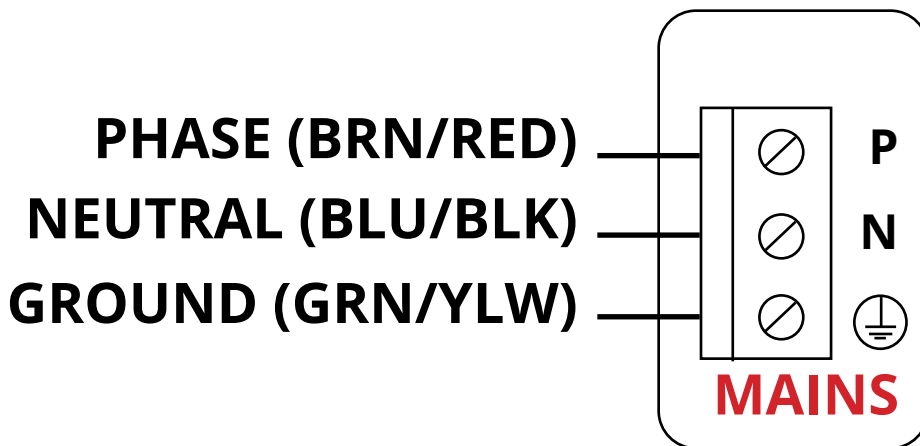 PHASE (BRN/RED)
P
NEUTRAL (BLU/BLK)
N
GROUND (GRN/YLW)
MAINS